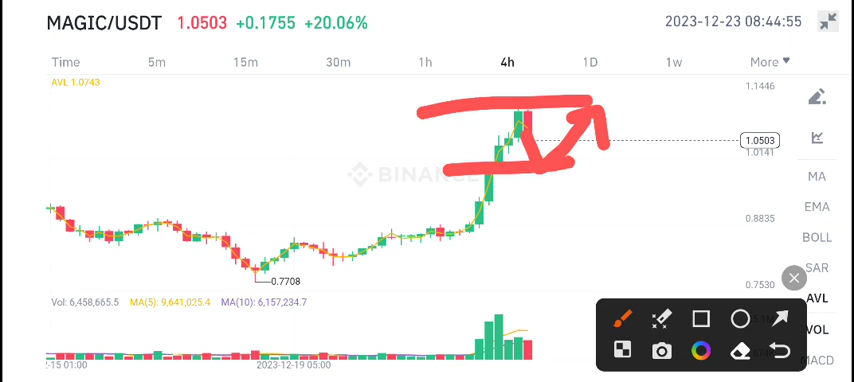 MAGIC/USDT 1.0503 +0.1755 +20.06% 2023-12-23 08:44:55
Time 5m 15m 30m 1h 4h 1D 1w More
AVL 1.0743
1.1446
1.0503
1.0141
MA
BINANCE
EMA
0.8835
BOLL
SAR
0.7708
0.7530
AVL
Vol: 6,458,665.5 MA(5): 9,641,025.4 MA(10): 6,157,234.7
VOL
MACD
-15 01:00 2023-12-19 05:00